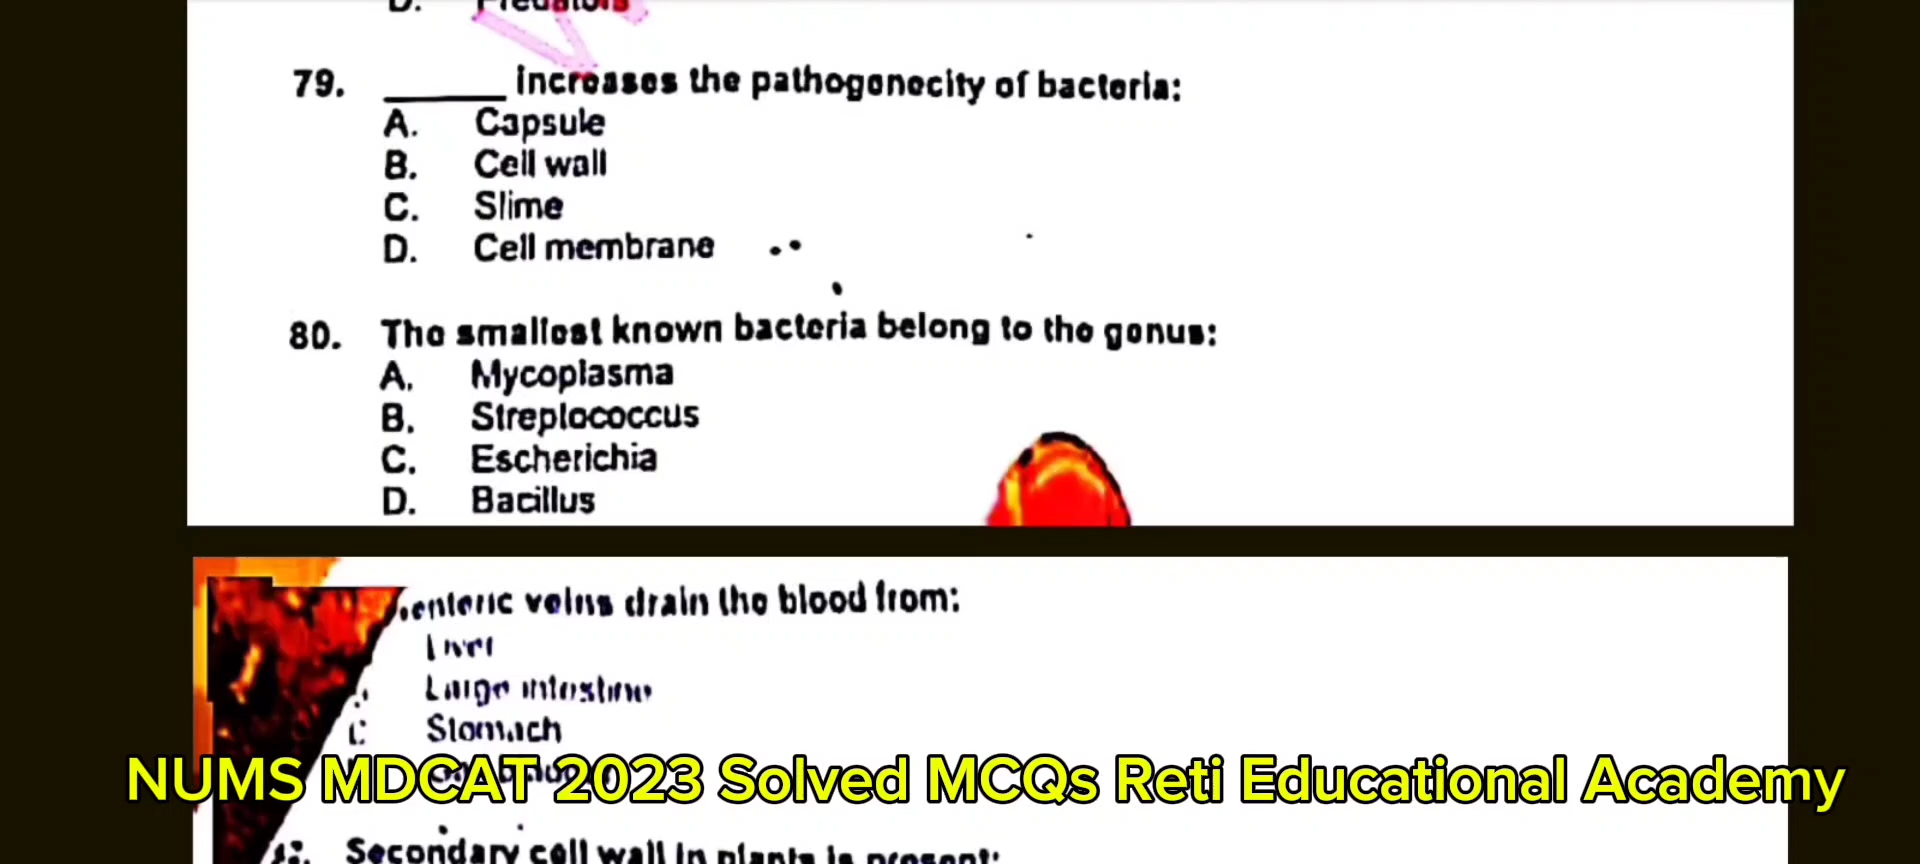 D. Predators
79. ______ increases the pathogenecity of bacteria:
A. Capsule
B. Cell wall
C. Slime
D. Cell membrane
80. The smallest known bacteria belong to the genus:
A. Mycoplasma
B. Streptococcus
C. Escherichia
D. Bacillus
enteric veins drain the blood from:
Liver
Large intestine
C Stomach
NUMS MDCAT 2023 Solved MCQs Reti Educational Academy
Secondary cell wall in plants is present: